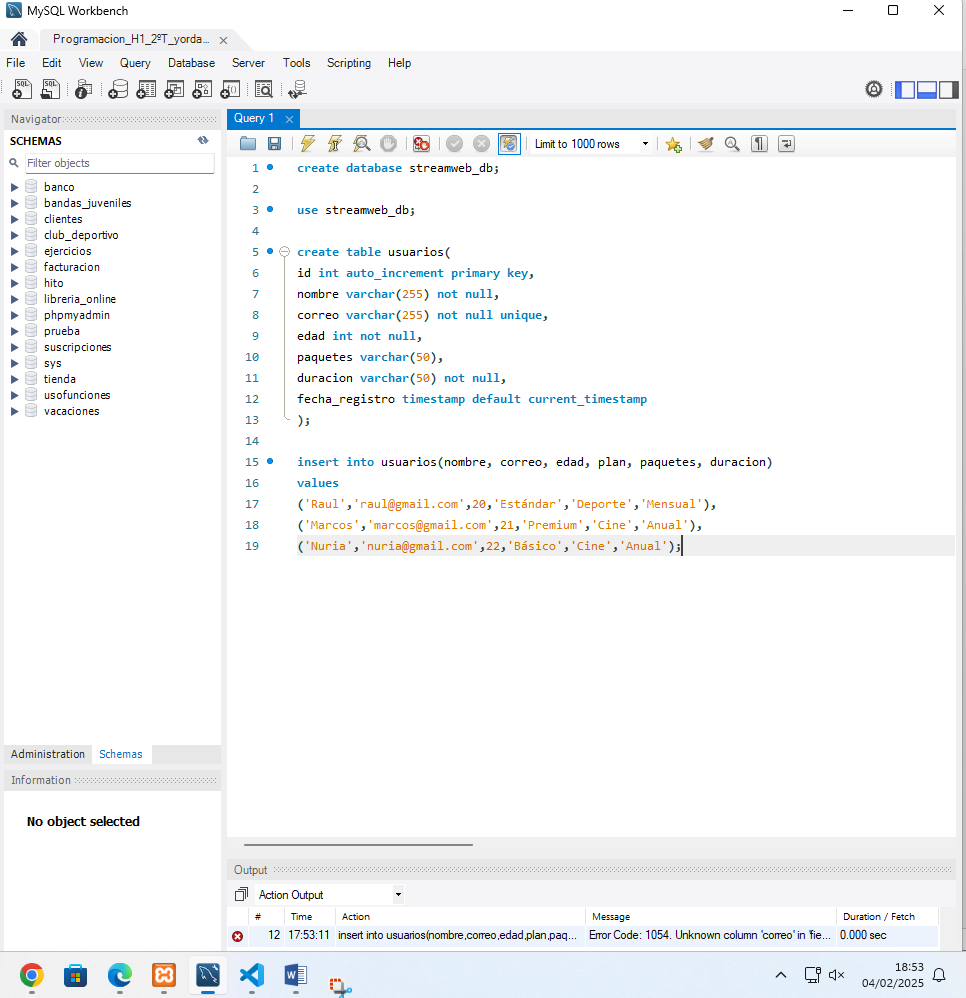 MySQL Workbench
Programacion_H1_2ºT_yorda... ×
File Edit View Query Database Server Tools Scripting Help
Navigator
Query 1 ×
SCHEMAS
Filter objects
Limit to 1000 rows
banco
bandas_juveniles
clientes
club_deportivo
ejercicios
facturacion
hito
libreria_online
phpmyadmin
prueba
suscripciones
sys
tienda
usofunciones
vacaciones
Administration Schemas
Information
No object selected
1 create database streamweb_db;
2
3 use streamweb_db;
4
5 create table usuarios(
6 id int auto_increment primary key,
7 nombre varchar(255) not null,
8 correo varchar(255) not null unique,
9 edad int not null,
10 paquetes varchar(50),
11 duracion varchar(50) not null,
12 fecha_registro timestamp default current_timestamp
13 );
14
15 insert into usuarios(nombre, correo, edad, plan, paquetes, duracion)
16 values
17 ('Raul','raul@gmail.com',20,'Estándar','Deporte','Mensual'),
18 ('Marcos','marcos@gmail.com',21,'Premium','Cine','Anual'),
19 ('Nuria','nuria@gmail.com',22,'Básico','Cine','Anual');
Output
Action Output
# Time Action Message Duration / Fetch
12 17:53:11 insert into usuarios(nombre,correo,edad,plan,paq... Error Code: 1054. Unknown column 'correo' in 'fie... 0.000 sec
18:53
04/02/2025